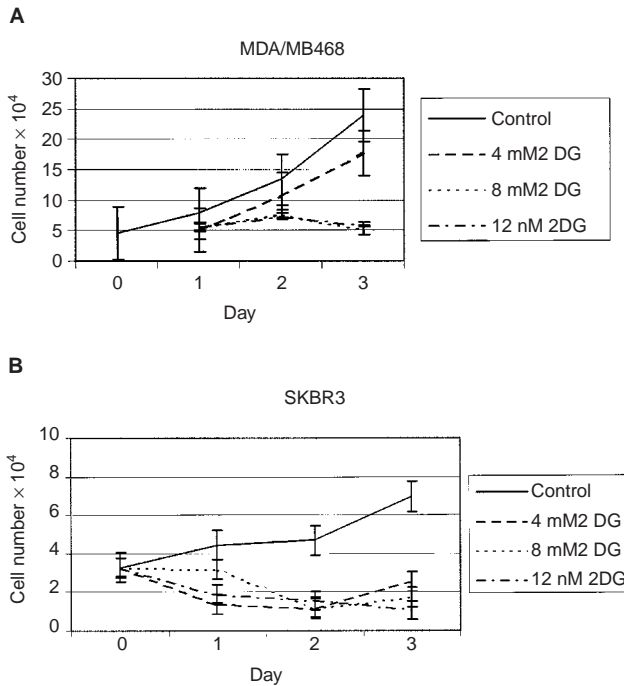 A
MDA/MB468
30
25
20
15
10
5
0
Cell number × 10⁴
0 1 2 3
Day
Control
4 mM2 DG
8 mM2 DG
12 nM 2DG
B
SKBR3
10
8
6
4
2
0
Cell number × 10⁴
0 1 2 3
Day
Control
4 mM2 DG
8 mM2 DG
12 nM 2DG